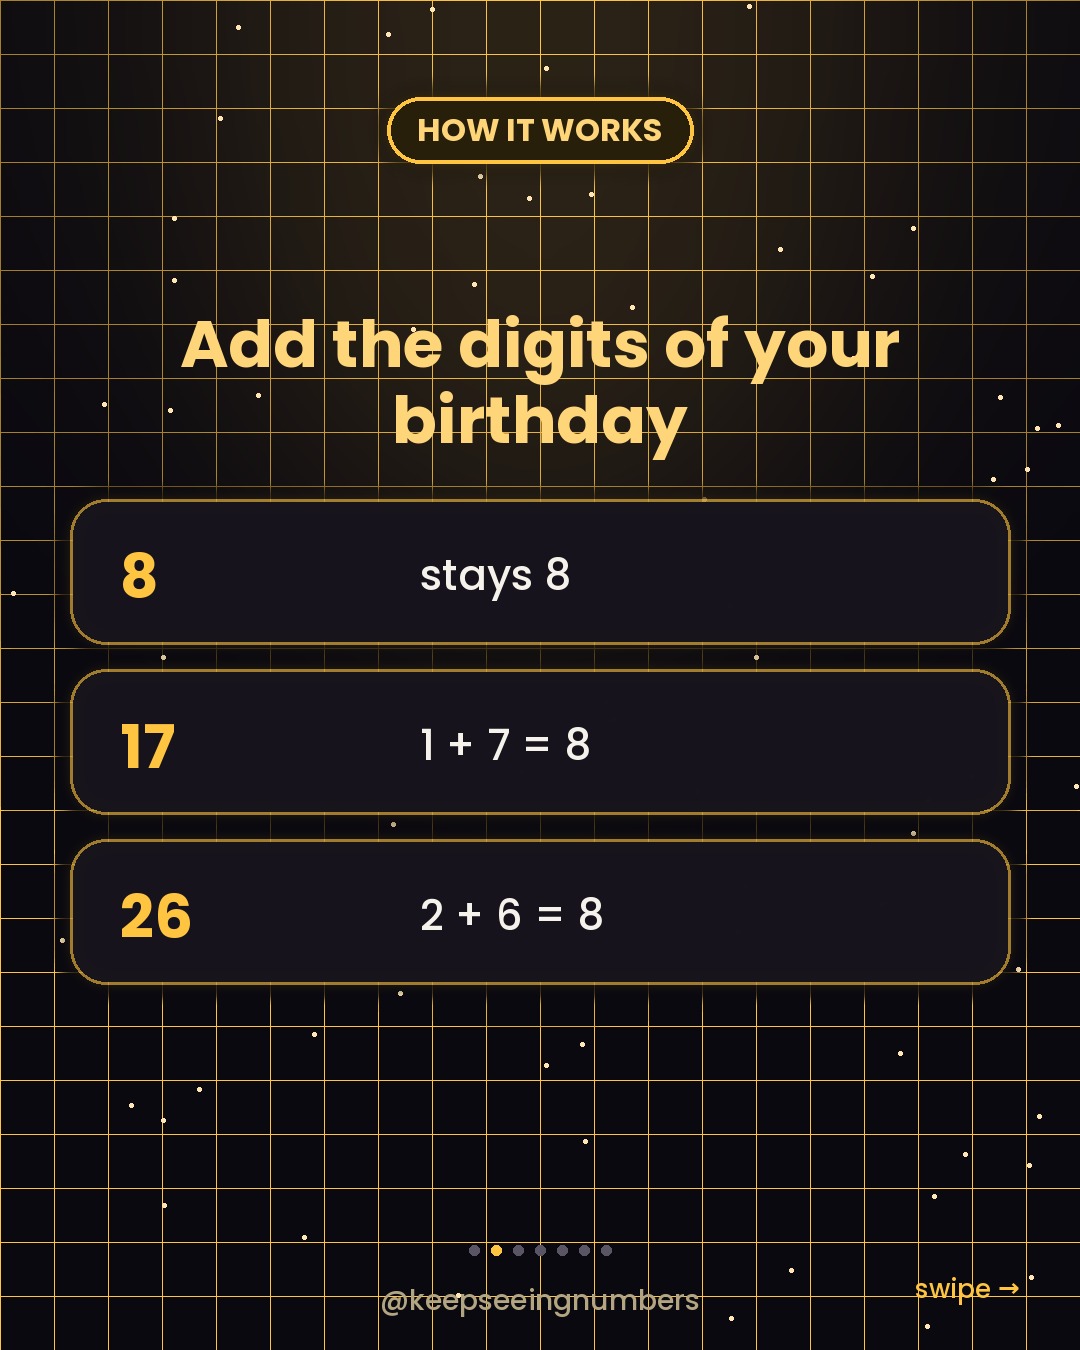 HOW IT WORKS
Add the digits of your
birthday
8 stays 8
17 1 + 7 = 8
26 2 + 6 = 8
@keepseeingnumbers
swipe →